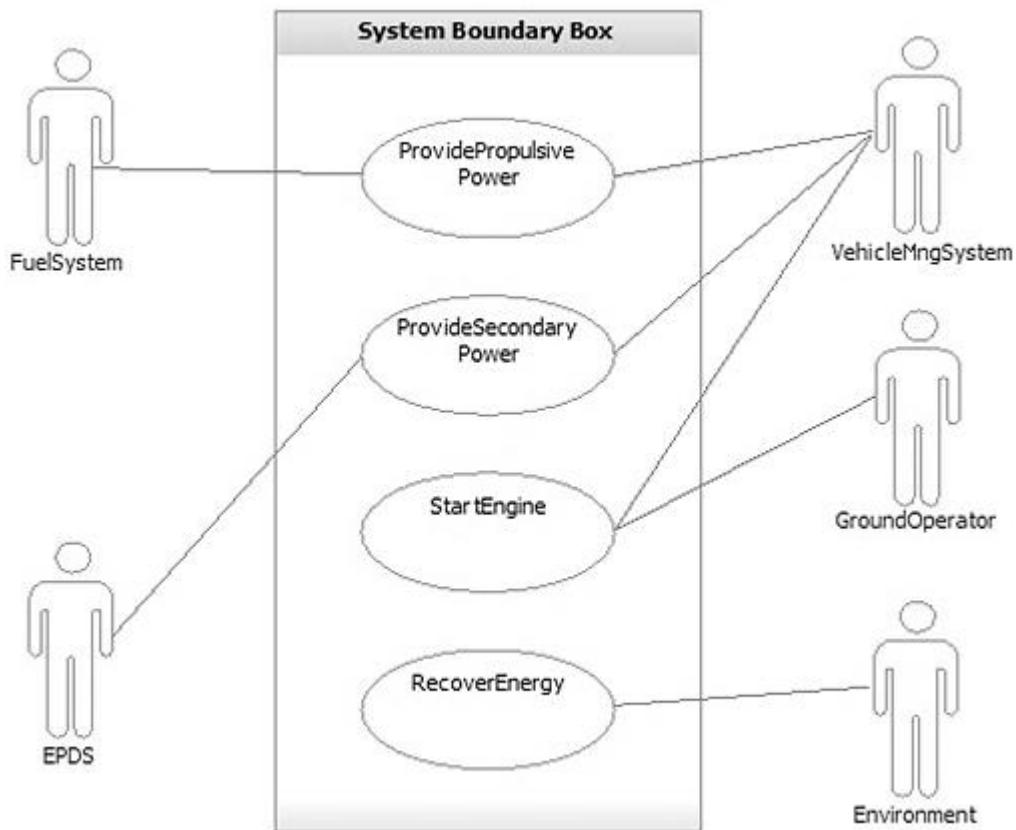 System Boundary Box
ProvidePropulsive
Power
FuelSystem
VehicleMngSystem
ProvideSecondary
Power
StartEngine
GroundOperator
RecoverEnergy
EPDS
Environment